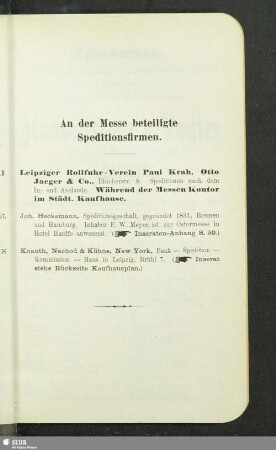 An der Messe beteiligte
Speditionsfirmen.
Leipziger Rollfuhr-Verein Paul Krah, Otto
Jaeger & Co., Blücherstr. 8. Speditionen nach dem
In- und Auslande. Während der Messen Kontor
im Städt. Kaufhause.
Joh. Heckemann, Speditionsgeschäft, gegründet 1831, Bremen
und Hamburg. Inhaber F. W. Meyer ist zur Ostermesse in
Hotel Hauffe anwesend. (☛ Inseraten-Anhang S. 50.)
Knauth, Nachod & Kühne, New York. Bank — Spedition —
Kommission. — Haus in Leipzig, Brühl 7. (☛ Inserat
siehe Rückseite Kaufhausplan.)
SLUB